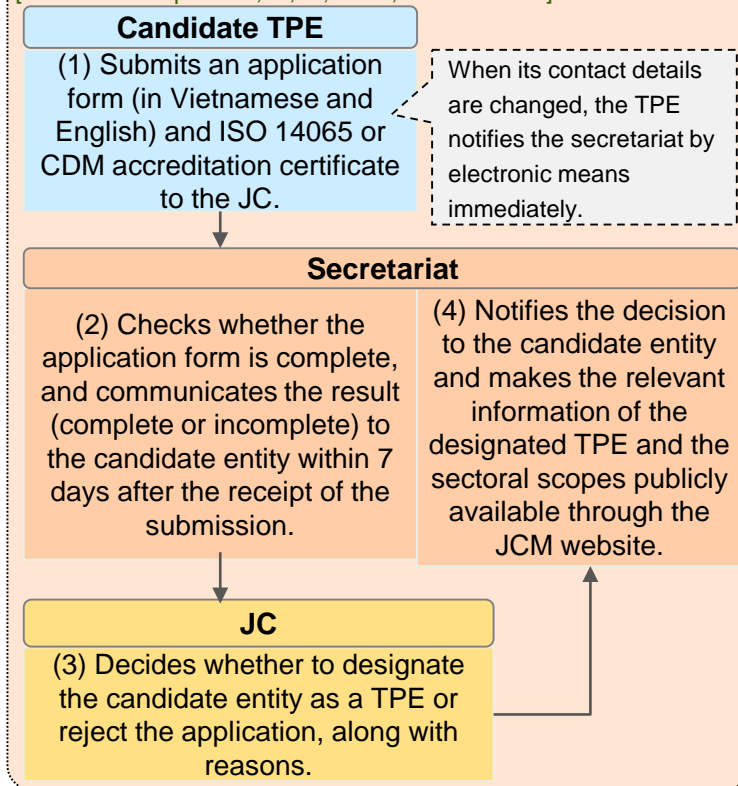 Candidate TPE
(1) Submits an application
form (in Vietnamese and
English) and ISO 14065 or
CDM accreditation certificate
to the JC.
When its contact details
are changed, the TPE
notifies the secretariat by
electronic means
immediately.
Secretariat
(2) Checks whether the
application form is complete,
and communicates the result
(complete or incomplete) to
the candidate entity within 7
days after the receipt of the
submission.
(4) Notifies the decision
to the candidate entity
and makes the relevant
information of the
designated TPE and the
sectoral scopes publicly
available through the
JCM website.
JC
(3) Decides whether to designate
the candidate entity as a TPE or
reject the application, along with
reasons.